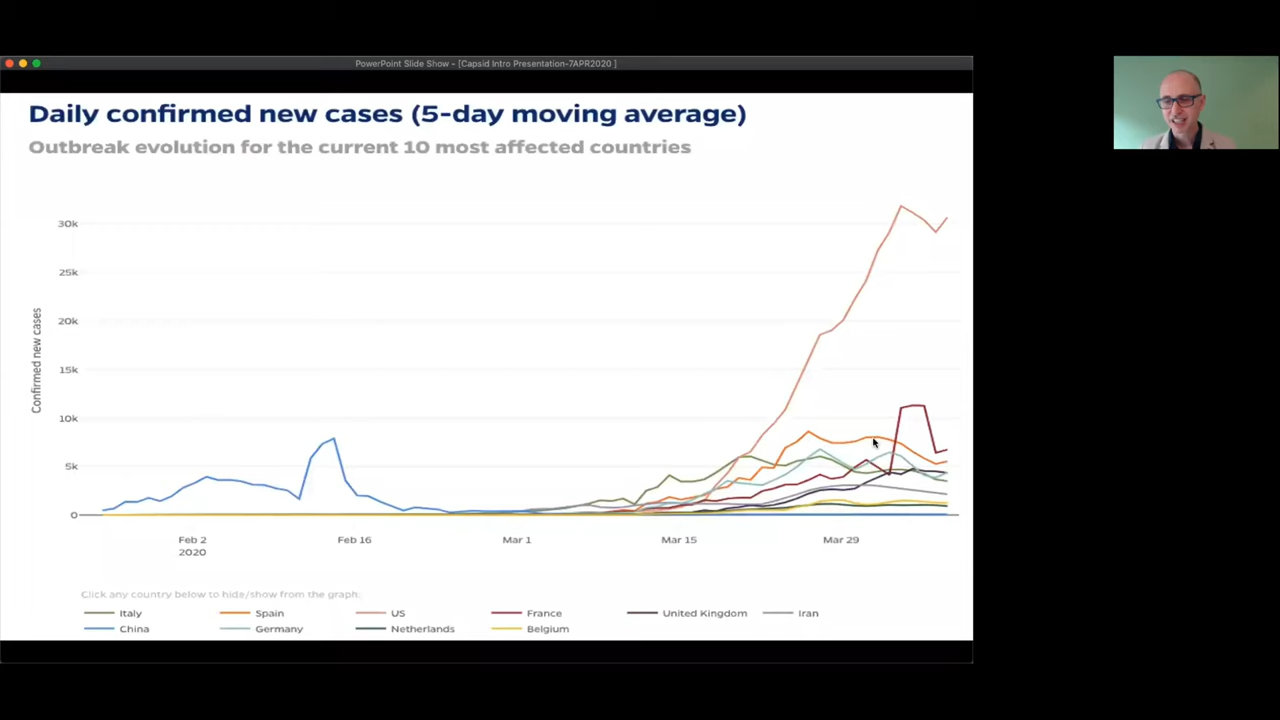 PowerPoint Slide Show - [Capsid Intro Presentation-7APR2020 ]
Daily confirmed new cases (5-day moving average)
Outbreak evolution for the current 10 most affected countries
30k
25k
20k
15k
10k
5k
0
Confirmed new cases
Feb 2
2020
Feb 16
Mar 1
Mar 15
Mar 29
Click any country below to hide/show from the graph:
Italy Spain US France United Kingdom Iran
China Germany Netherlands Belgium